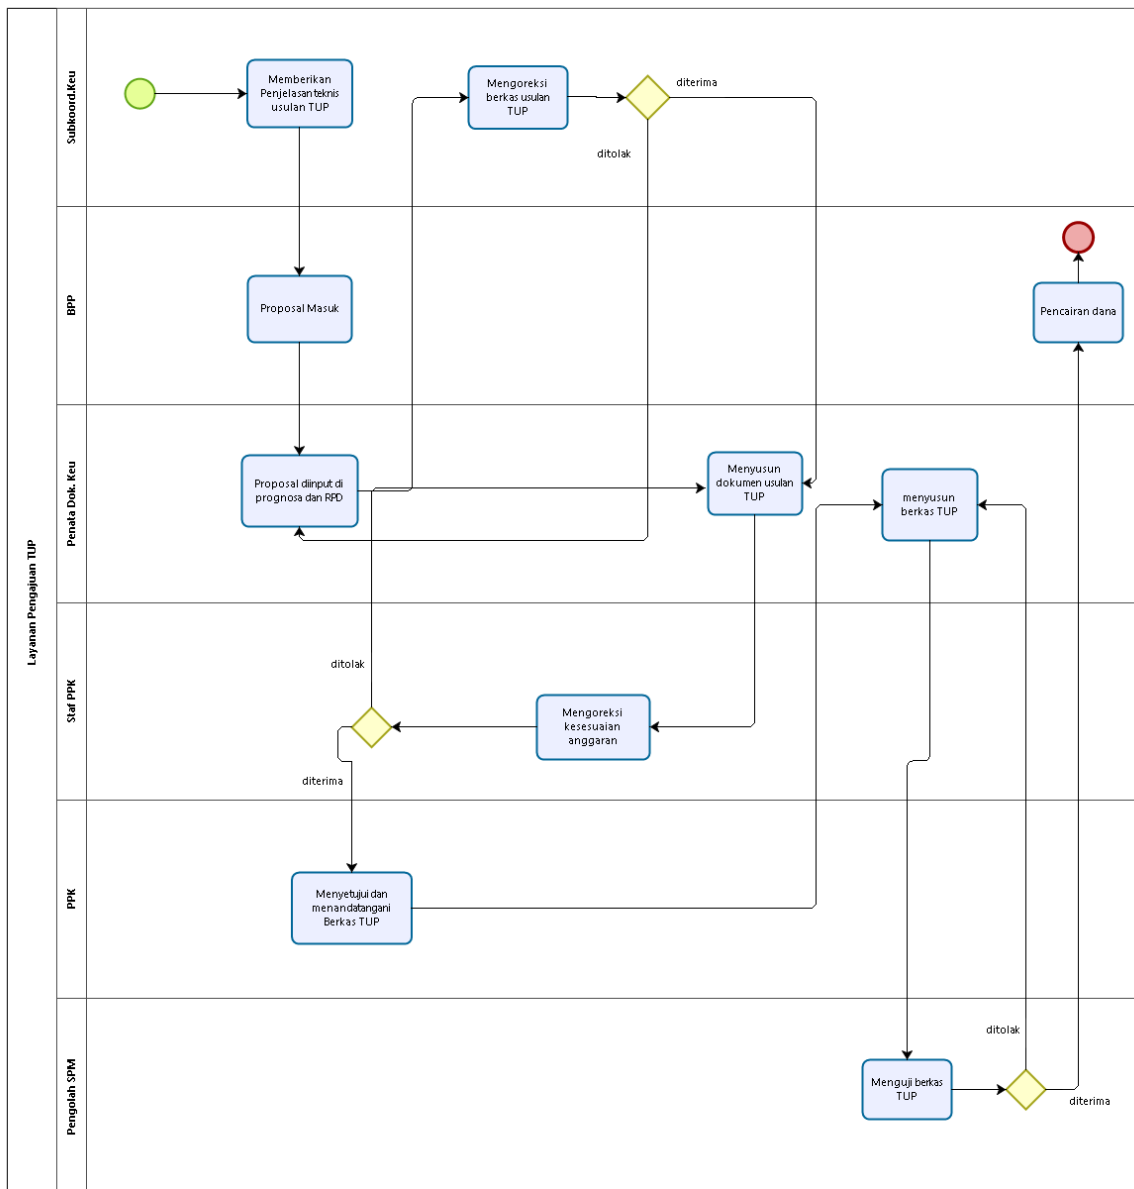 Layanan Pengajuan TUP
Subkoord.Keu
Memberikan
Penjelasan teknis
usulan TUP
Mengoreksi
berkas usulan
TUP
diterima
ditolak
BPP
Proposal Masuk
Pencairan dana
Penata Dok. Keu
Proposal diinput di
prognosa dan RPD
Menyusun
dokumen usulan
TUP
menyusun
berkas TUP
Staf PPK
ditolak
Mengoreksi
kesesuaian
anggaran
diterima
PPK
Menyetujui dan
menandatangani
Berkas TUP
Pengolah SPM
Menguji berkas
TUP
ditolak
diterima